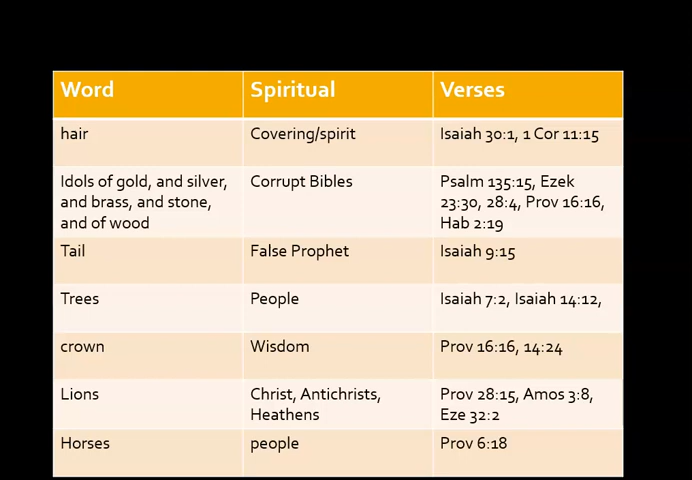 Word Spiritual Verses
hair Covering/spirit Isaiah 30:1, 1 Cor 11:15
Idols of gold, and silver,
and brass, and stone,
and of wood
Corrupt Bibles
Psalm 135:15, Ezek
23:30, 28:4, Prov 16:16,
Hab 2:19
Tail False Prophet Isaiah 9:15
Trees People Isaiah 7:2, Isaiah 14:12,
crown Wisdom Prov 16:16, 14:24
Lions
Christ, Antichrists,
Heathens
Prov 28:15, Amos 3:8,
Eze 32:2
Horses people Prov 6:18